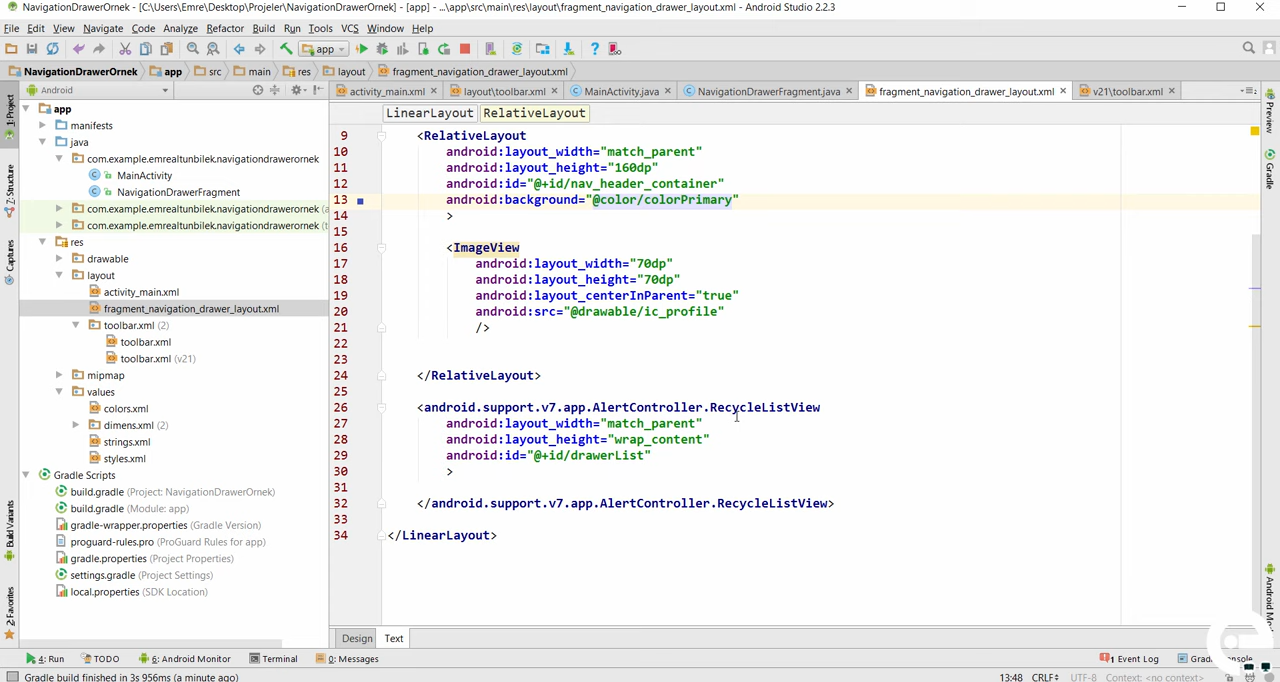 NavigationDrawerOrnek - [C:\Users\Emre\Desktop\Projeler\NavigationDrawerOrnek] - [app] - ...\app\src\main\res\layout\fragment_navigation_drawer_layout.xml - Android Studio 2.2.3
File Edit View Navigate Code Analyze Refactor Build Run Tools VCS Window Help
app
NavigationDrawerOrnek app src main res layout fragment_navigation_drawer_layout.xml
Android
activity_main.xml layout\toolbar.xml MainActivity.java NavigationDrawerFragment.java fragment_navigation_drawer_layout.xml v21\toolbar.xml
1: Project
Z: Structure
Captures
Build Variants
2: Favorites
Preview
Gradle
app
manifests
java
com.example.emrealtunbilek.navigationdrawerornek
MainActivity
NavigationDrawerFragment
com.example.emrealtunbilek.navigationdrawerornek (a
com.example.emrealtunbilek.navigationdrawerornek (t
res
drawable
layout
activity_main.xml
fragment_navigation_drawer_layout.xml
toolbar.xml (2)
toolbar.xml
toolbar.xml (v21)
mipmap
values
colors.xml
dimens.xml (2)
strings.xml
styles.xml
Gradle Scripts
build.gradle (Project: NavigationDrawerOrnek)
build.gradle (Module: app)
gradle-wrapper.properties (Gradle Version)
proguard-rules.pro (ProGuard Rules for app)
gradle.properties (Project Properties)
settings.gradle (Project Settings)
local.properties (SDK Location)
LinearLayout RelativeLayout
9 <RelativeLayout
10 android:layout_width="match_parent"
11 android:layout_height="160dp"
12 android:id="@+id/nav_header_container"
13 android:background="@color/colorPrimary"
14 >
15
16 <ImageView
17 android:layout_width="70dp"
18 android:layout_height="70dp"
19 android:layout_centerInParent="true"
20 android:src="@drawable/ic_profile"
21 />
22
23
24 </RelativeLayout>
25
26 <android.support.v7.app.AlertController.RecycleListView
27 android:layout_width="match_parent"
28 android:layout_height="wrap_content"
29 android:id="@+id/drawerList"
30 >
31
32 </android.support.v7.app.AlertController.RecycleListView>
33
34 </LinearLayout>
Design Text
4: Run TODO 6: Android Monitor Terminal 0: Messages 1 Event Log
Gradle build finished in 3s 956ms (a minute ago) 13:48 CRLF UTF-8 Context: <no context>